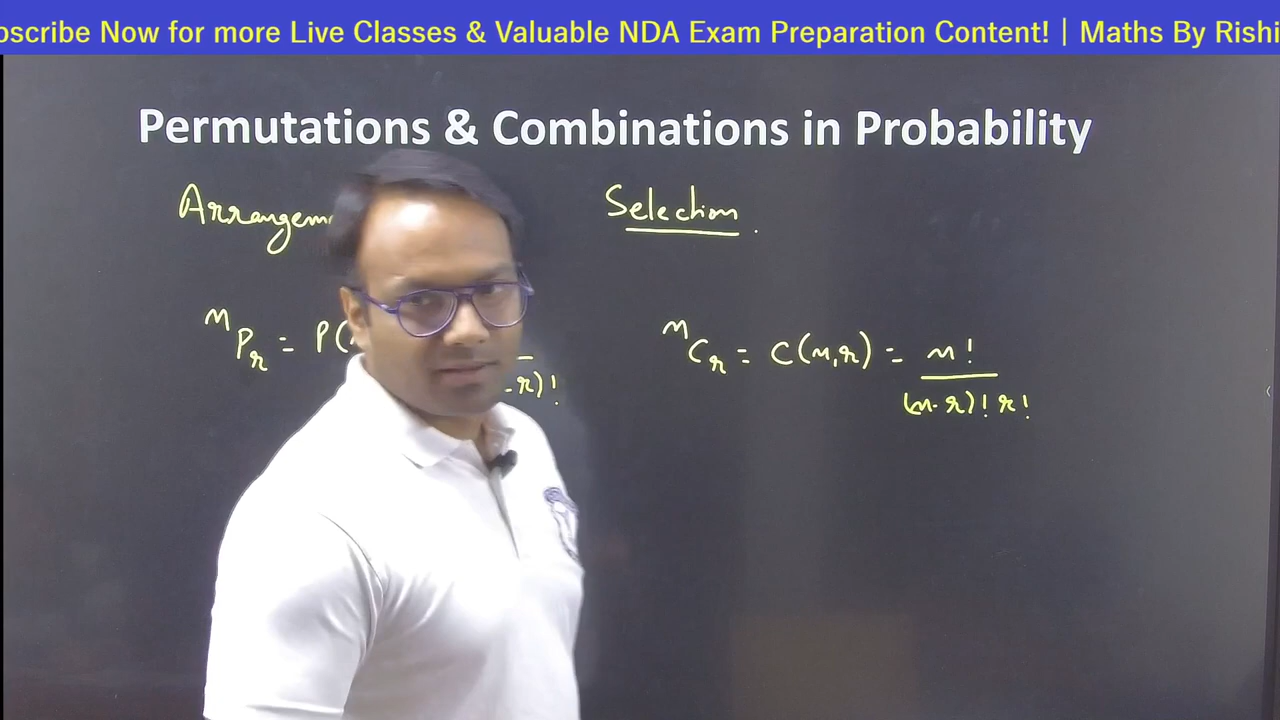 bscribe Now for more Live Classes & Valuable NDA Exam Preparation Content! | Maths By Rishi
Permutations & Combinations in Probability
Arrangem
Selection
ⁿPᵣ = P(
-r)!
ⁿCᵣ = C(n,r) = n!
(n-r)! r!